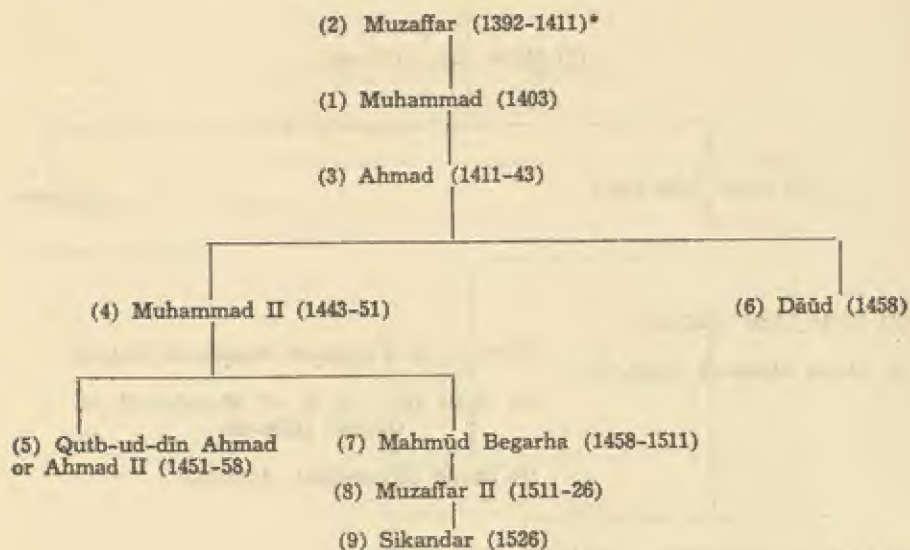 (2) Muzaffar (1392-1411)*
(1) Muhammad (1403)
(3) Ahmad (1411-43)
(4) Muhammad II (1443-51)
(6) Dāūd (1458)
(5) Qutb-ud-dīn Ahmad
or Ahmad II (1451-58)
(7) Mahmūd Begarha (1458-1511)
(8) Muzaffar II (1511-26)
(9) Sikandar (1526)